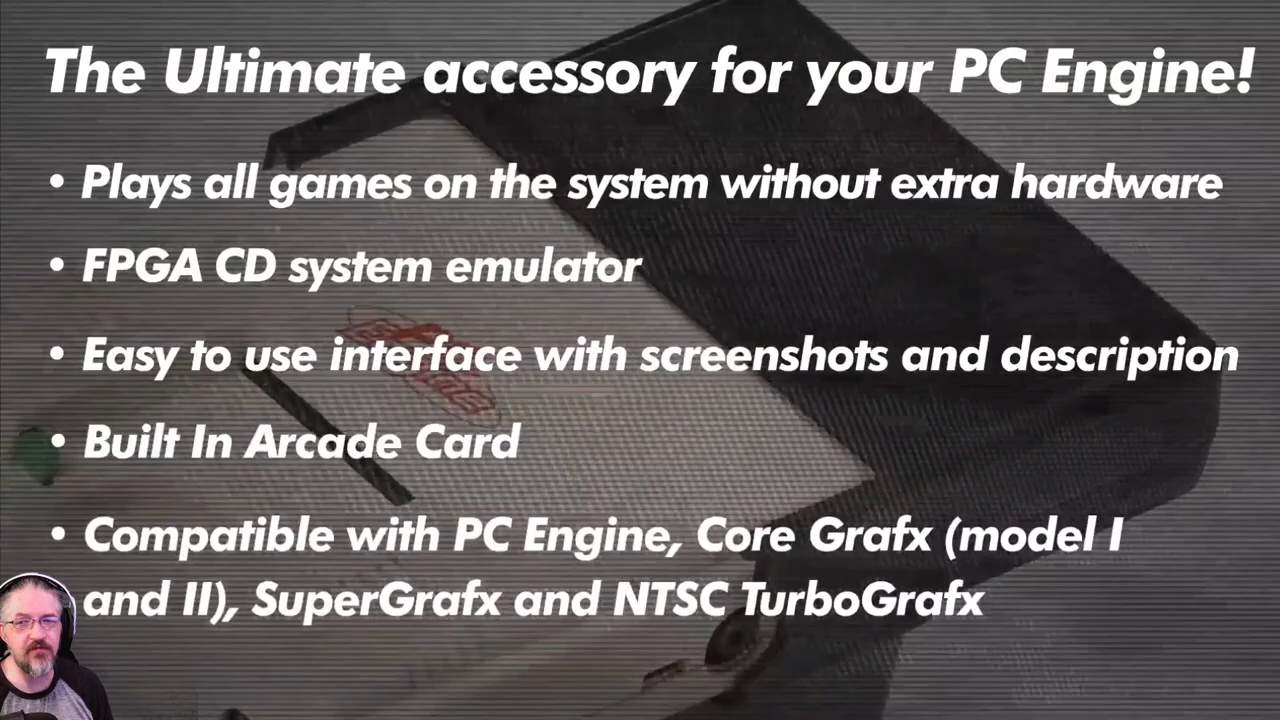 The Ultimate accessory for your PC Engine!
• Plays all games on the system without extra hardware
• FPGA CD system emulator
• Easy to use interface with screenshots and description
• Built In Arcade Card
• Compatible with PC Engine, Core Grafx (model I
and II), SuperGrafx and NTSC TurboGrafx